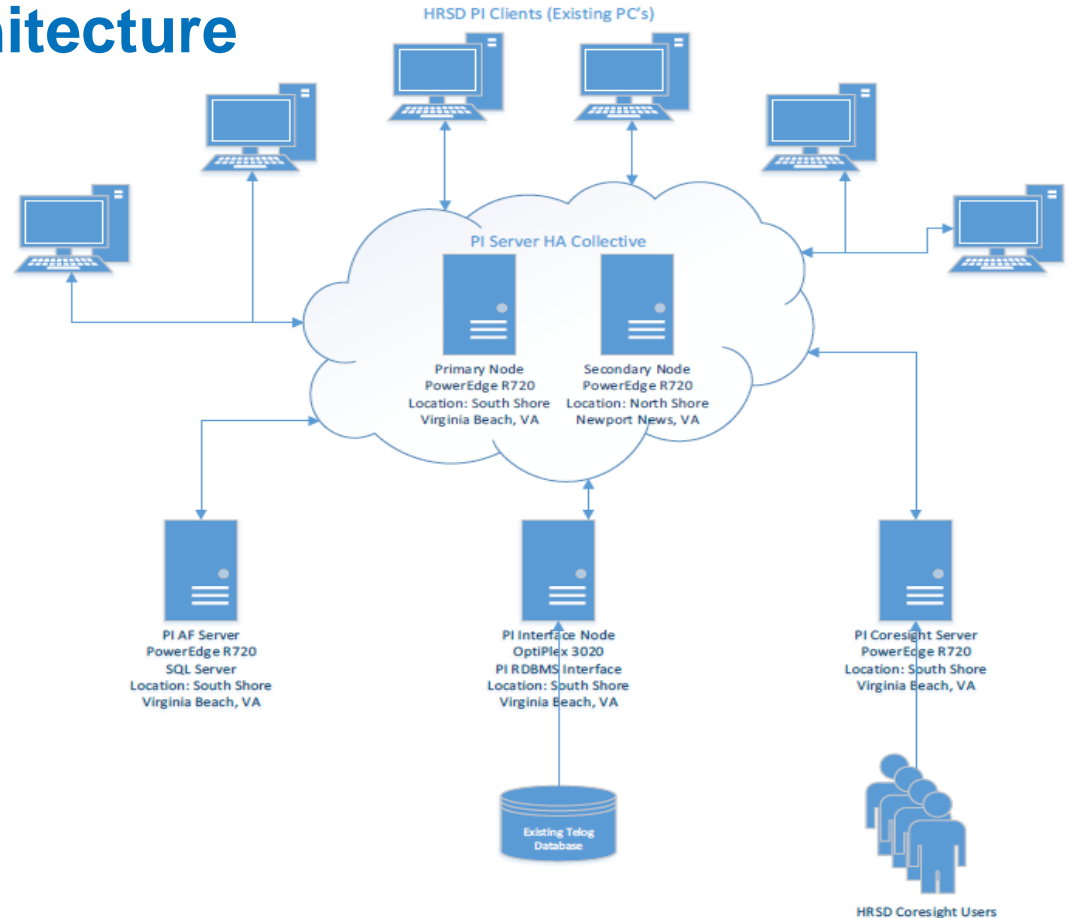 hitecture
HRSD PI Clients (Existing PC's)
PI Server HA Collective
Primary Node
PowerEdge R720
Location: South Shore
Virginia Beach, VA
Secondary Node
PowerEdge R720
Location: North Shore
Newport News, VA
PI AF Server
PowerEdge R720
SQL Server
Location: South Shore
Virginia Beach, VA
PI Interface Node
OptiPlex 3020
PI RDBMS Interface
Location: South Shore
Virginia Beach, VA
PI Coresight Server
PowerEdge R720
Location: South Shore
Virginia Beach, VA
Existing Telog
Database
HRSD Coresight Users